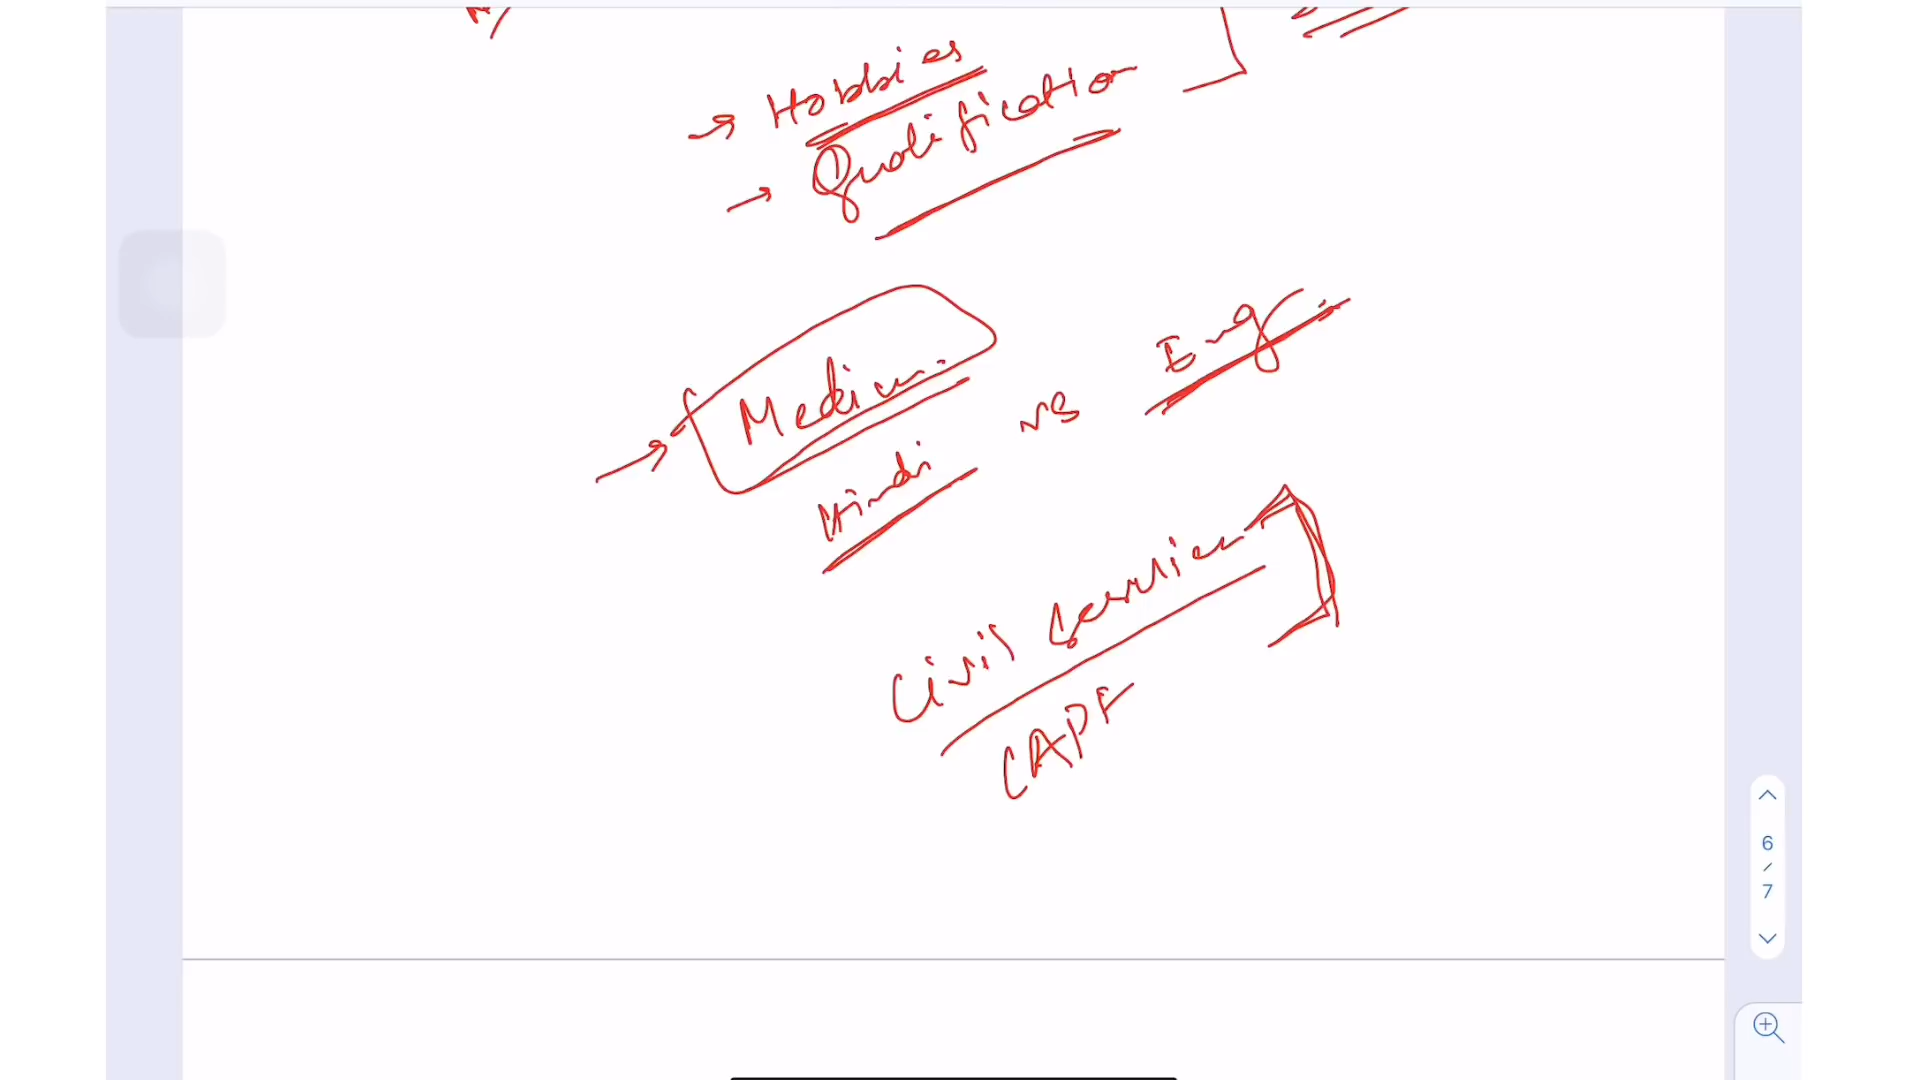 → Hobbies
→ Qualification
→ Medium
Hindi vs Eng
Civil Services
CAPF
6
/
7